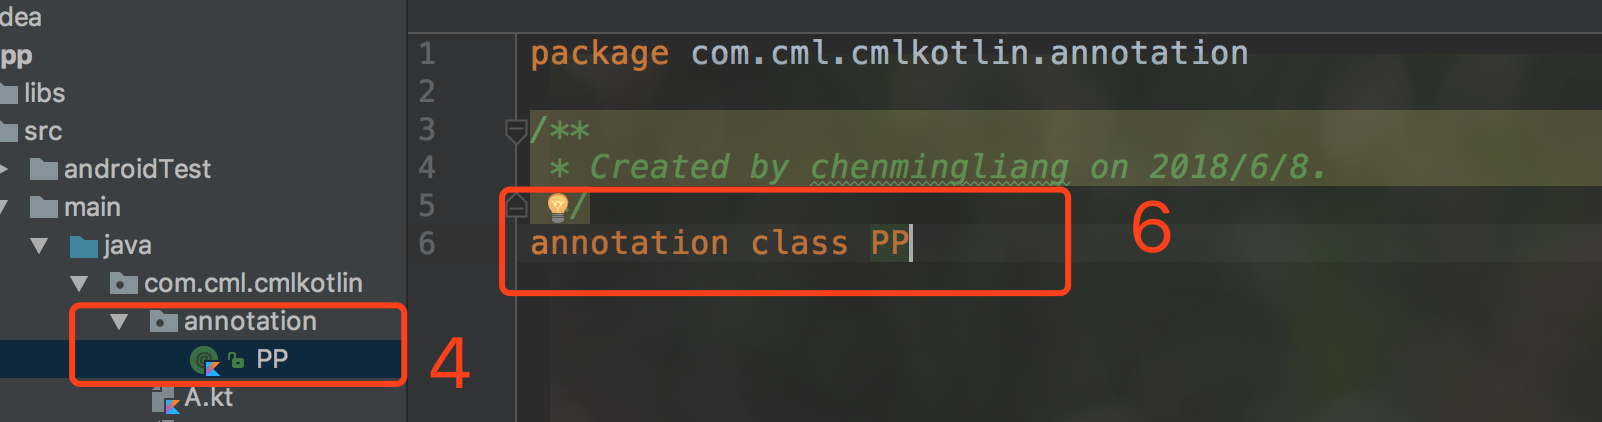 dea
pp
libs
src
androidTest
main
java
com.cml.cmlkotlin
annotation
PP
A.kt
4
1 package com.cml.cmlkotlin.annotation
2
3 /**
4 * Created by chenmingliang on 2018/6/8.
5 /
6 annotation class PP
6